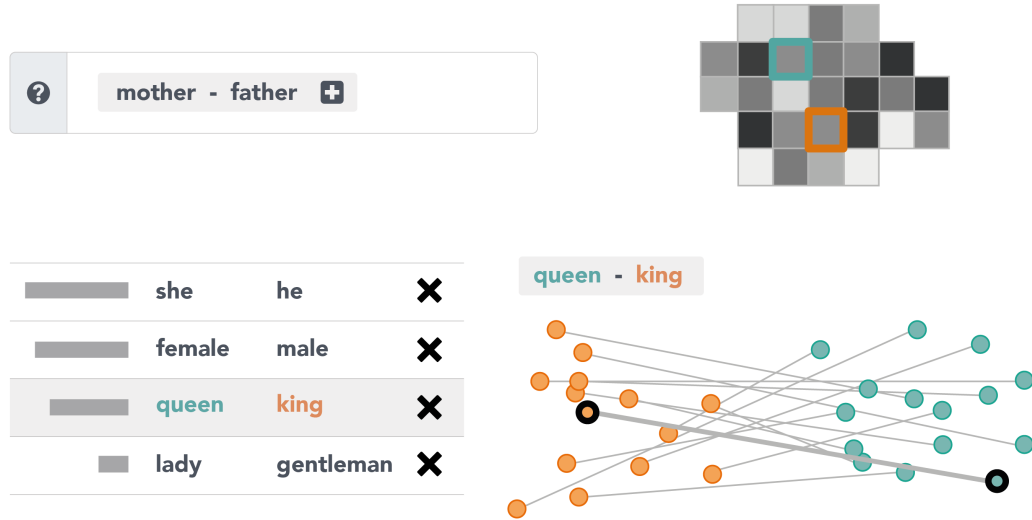 ? mother - father +
she he
female male
queen king
lady gentleman
queen - king